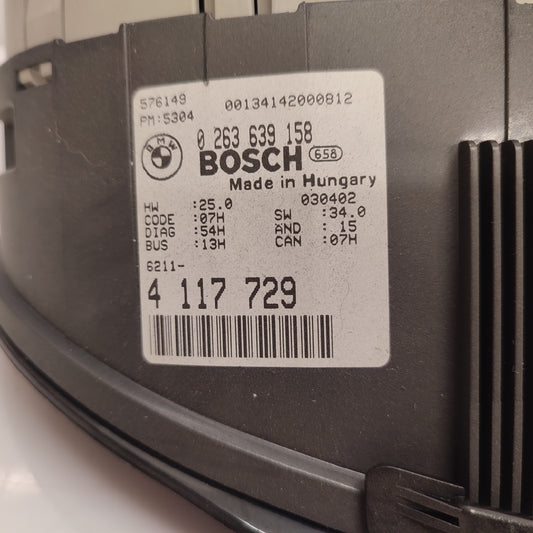 576149 00134142000812
PM:5304
BMW 0 263 639 158
BOSCH 658
Made in Hungary
HW :25.0 030402
CODE :07H SW :34.0
DIAG :54H AND : 15
BUS :13H CAN :07H
6211-
4 117 729